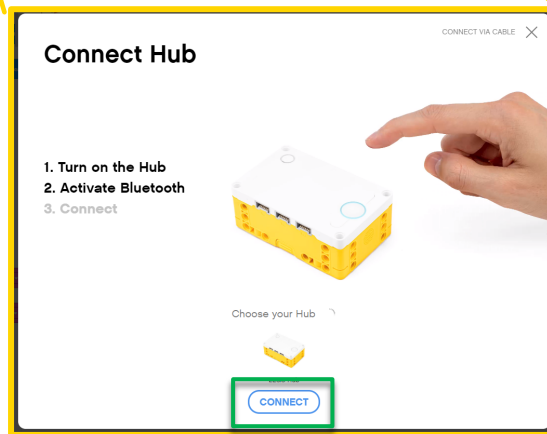 CONNECT VIA CABLE
Connect Hub
1. Turn on the Hub
2. Activate Bluetooth
3. Connect
Choose your Hub
CONNECT